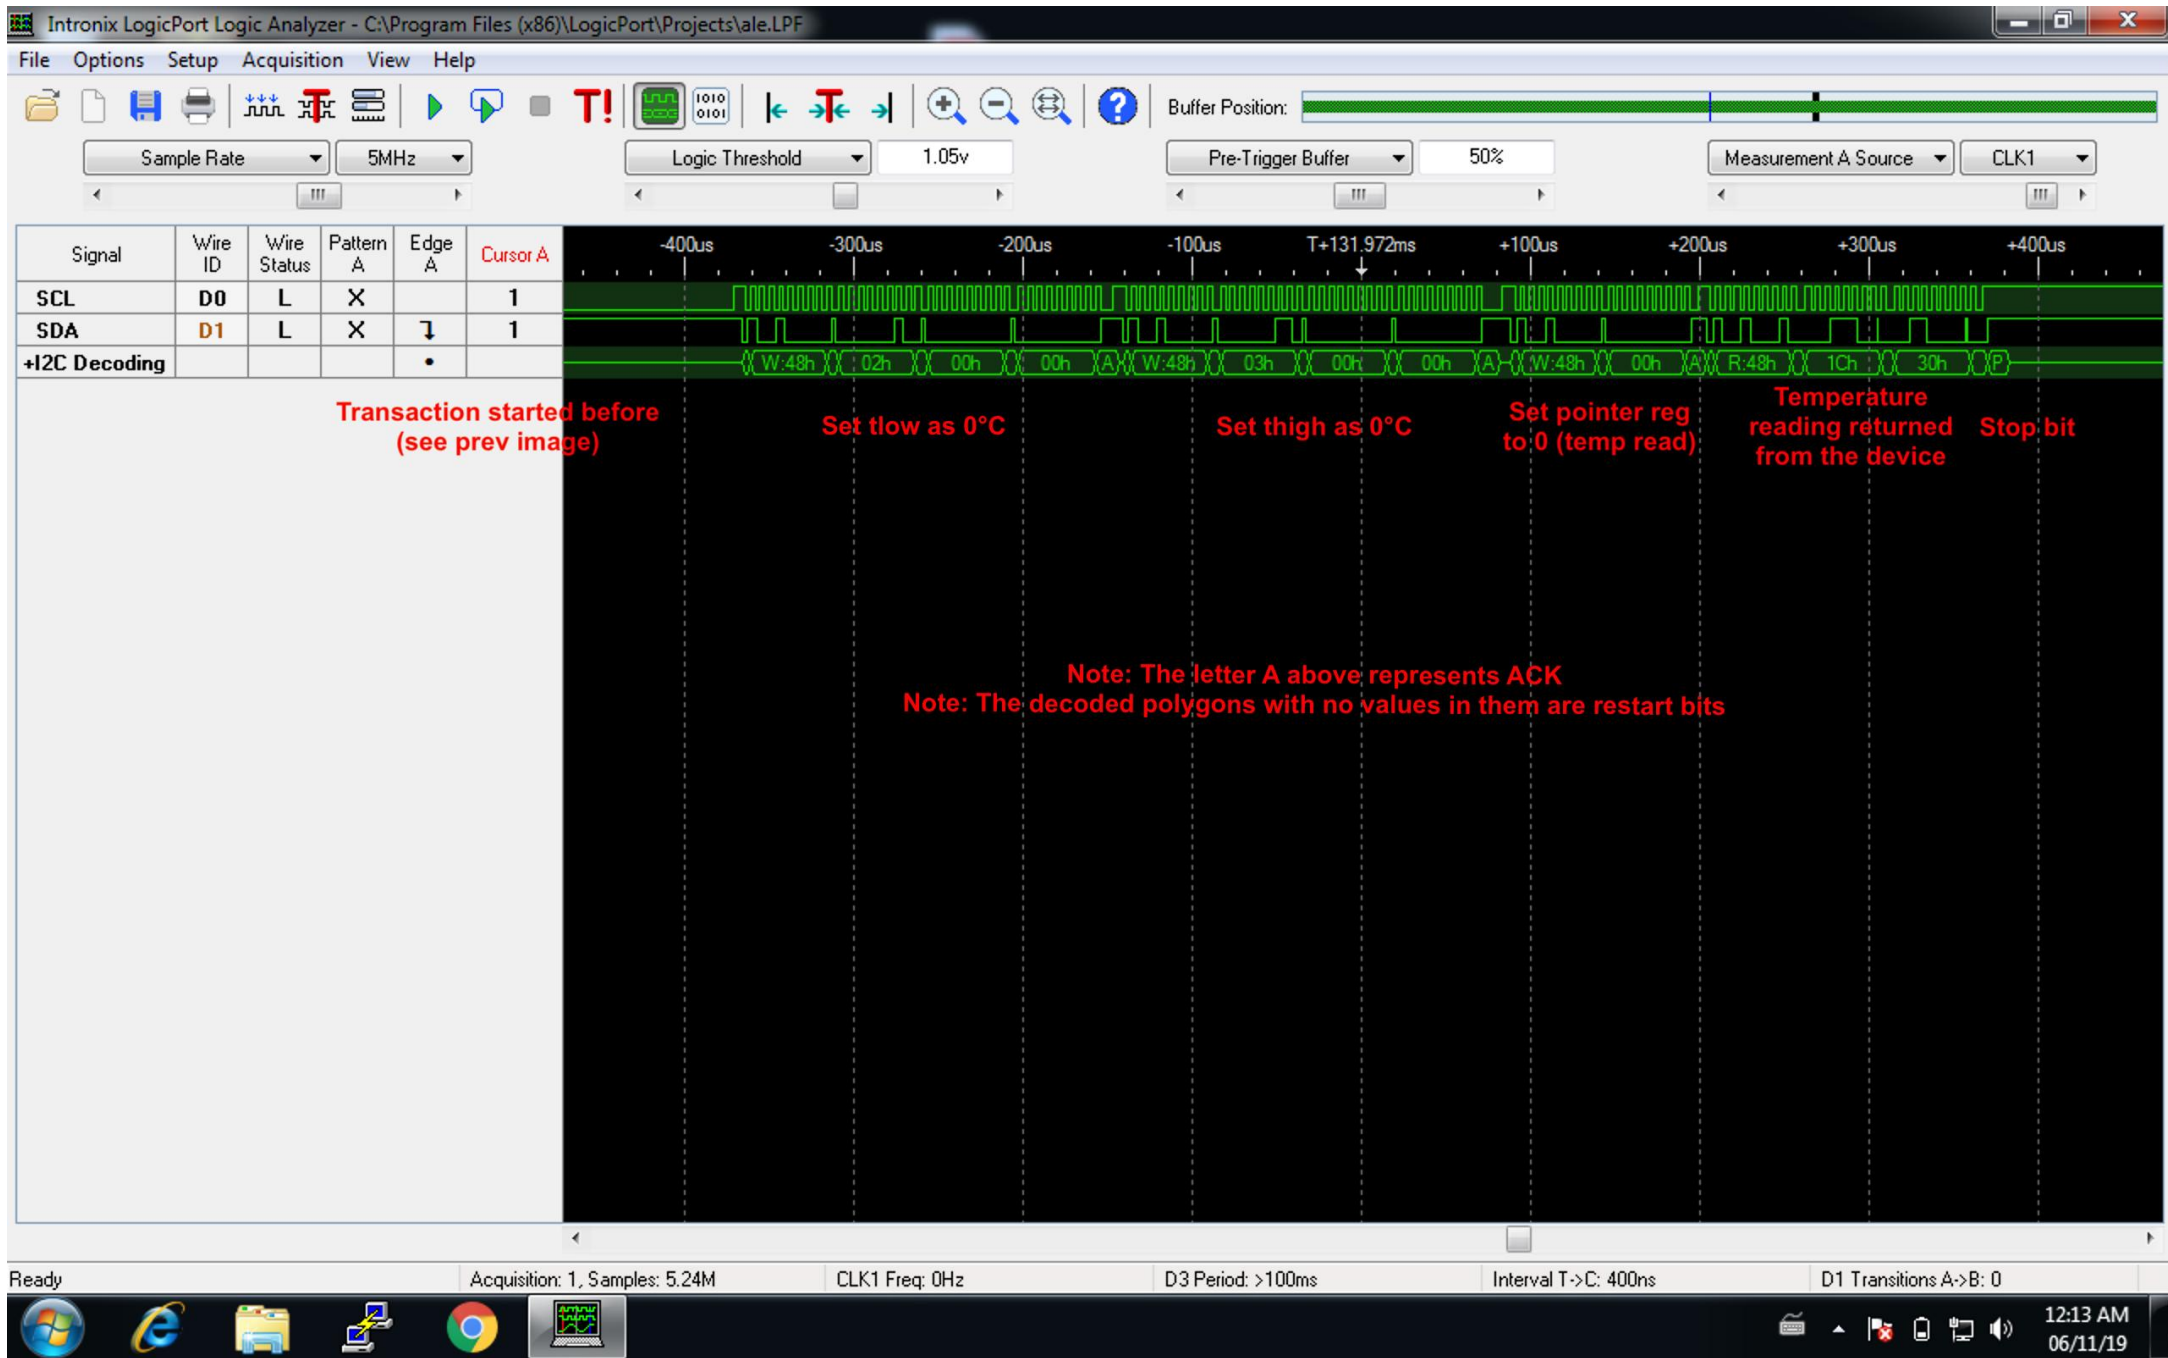 Intronix LogicPort Logic Analyzer - C:\Program Files (x86)\LogicPort\Projects\ale.LPF
File Options Setup Acquisition View Help
T! 1010 0101 T ? Buffer Position:
Sample Rate 5MHz Logic Threshold 1.05v Pre-Trigger Buffer 50% Measurement A Source CLK1
Signal Wire ID Wire Status Pattern A Edge A Cursor A -400us -300us -200us -100us T+131.972ms +100us +200us +300us +400us
SCL D0 L X 1
SDA D1 L X 1
+I2C Decoding W:48h 02h 00h 00h A W:48h 03h 00h 00h A W:48h 00h A R:48h 1Ch 30h P
Transaction started before
(see prev image)
Set tlow as 0°C
Set thigh as 0°C
Set pointer reg
to 0 (temp read)
Temperature
reading returned
from the device
Stop bit
Note: The letter A above represents ACK
Note: The decoded polygons with no values in them are restart bits
Ready Acquisition: 1, Samples: 5.24M CLK1 Freq: 0Hz D3 Period: >100ms Interval T->C: 400ns D1 Transitions A->B: 0
12:13 AM
06/11/19